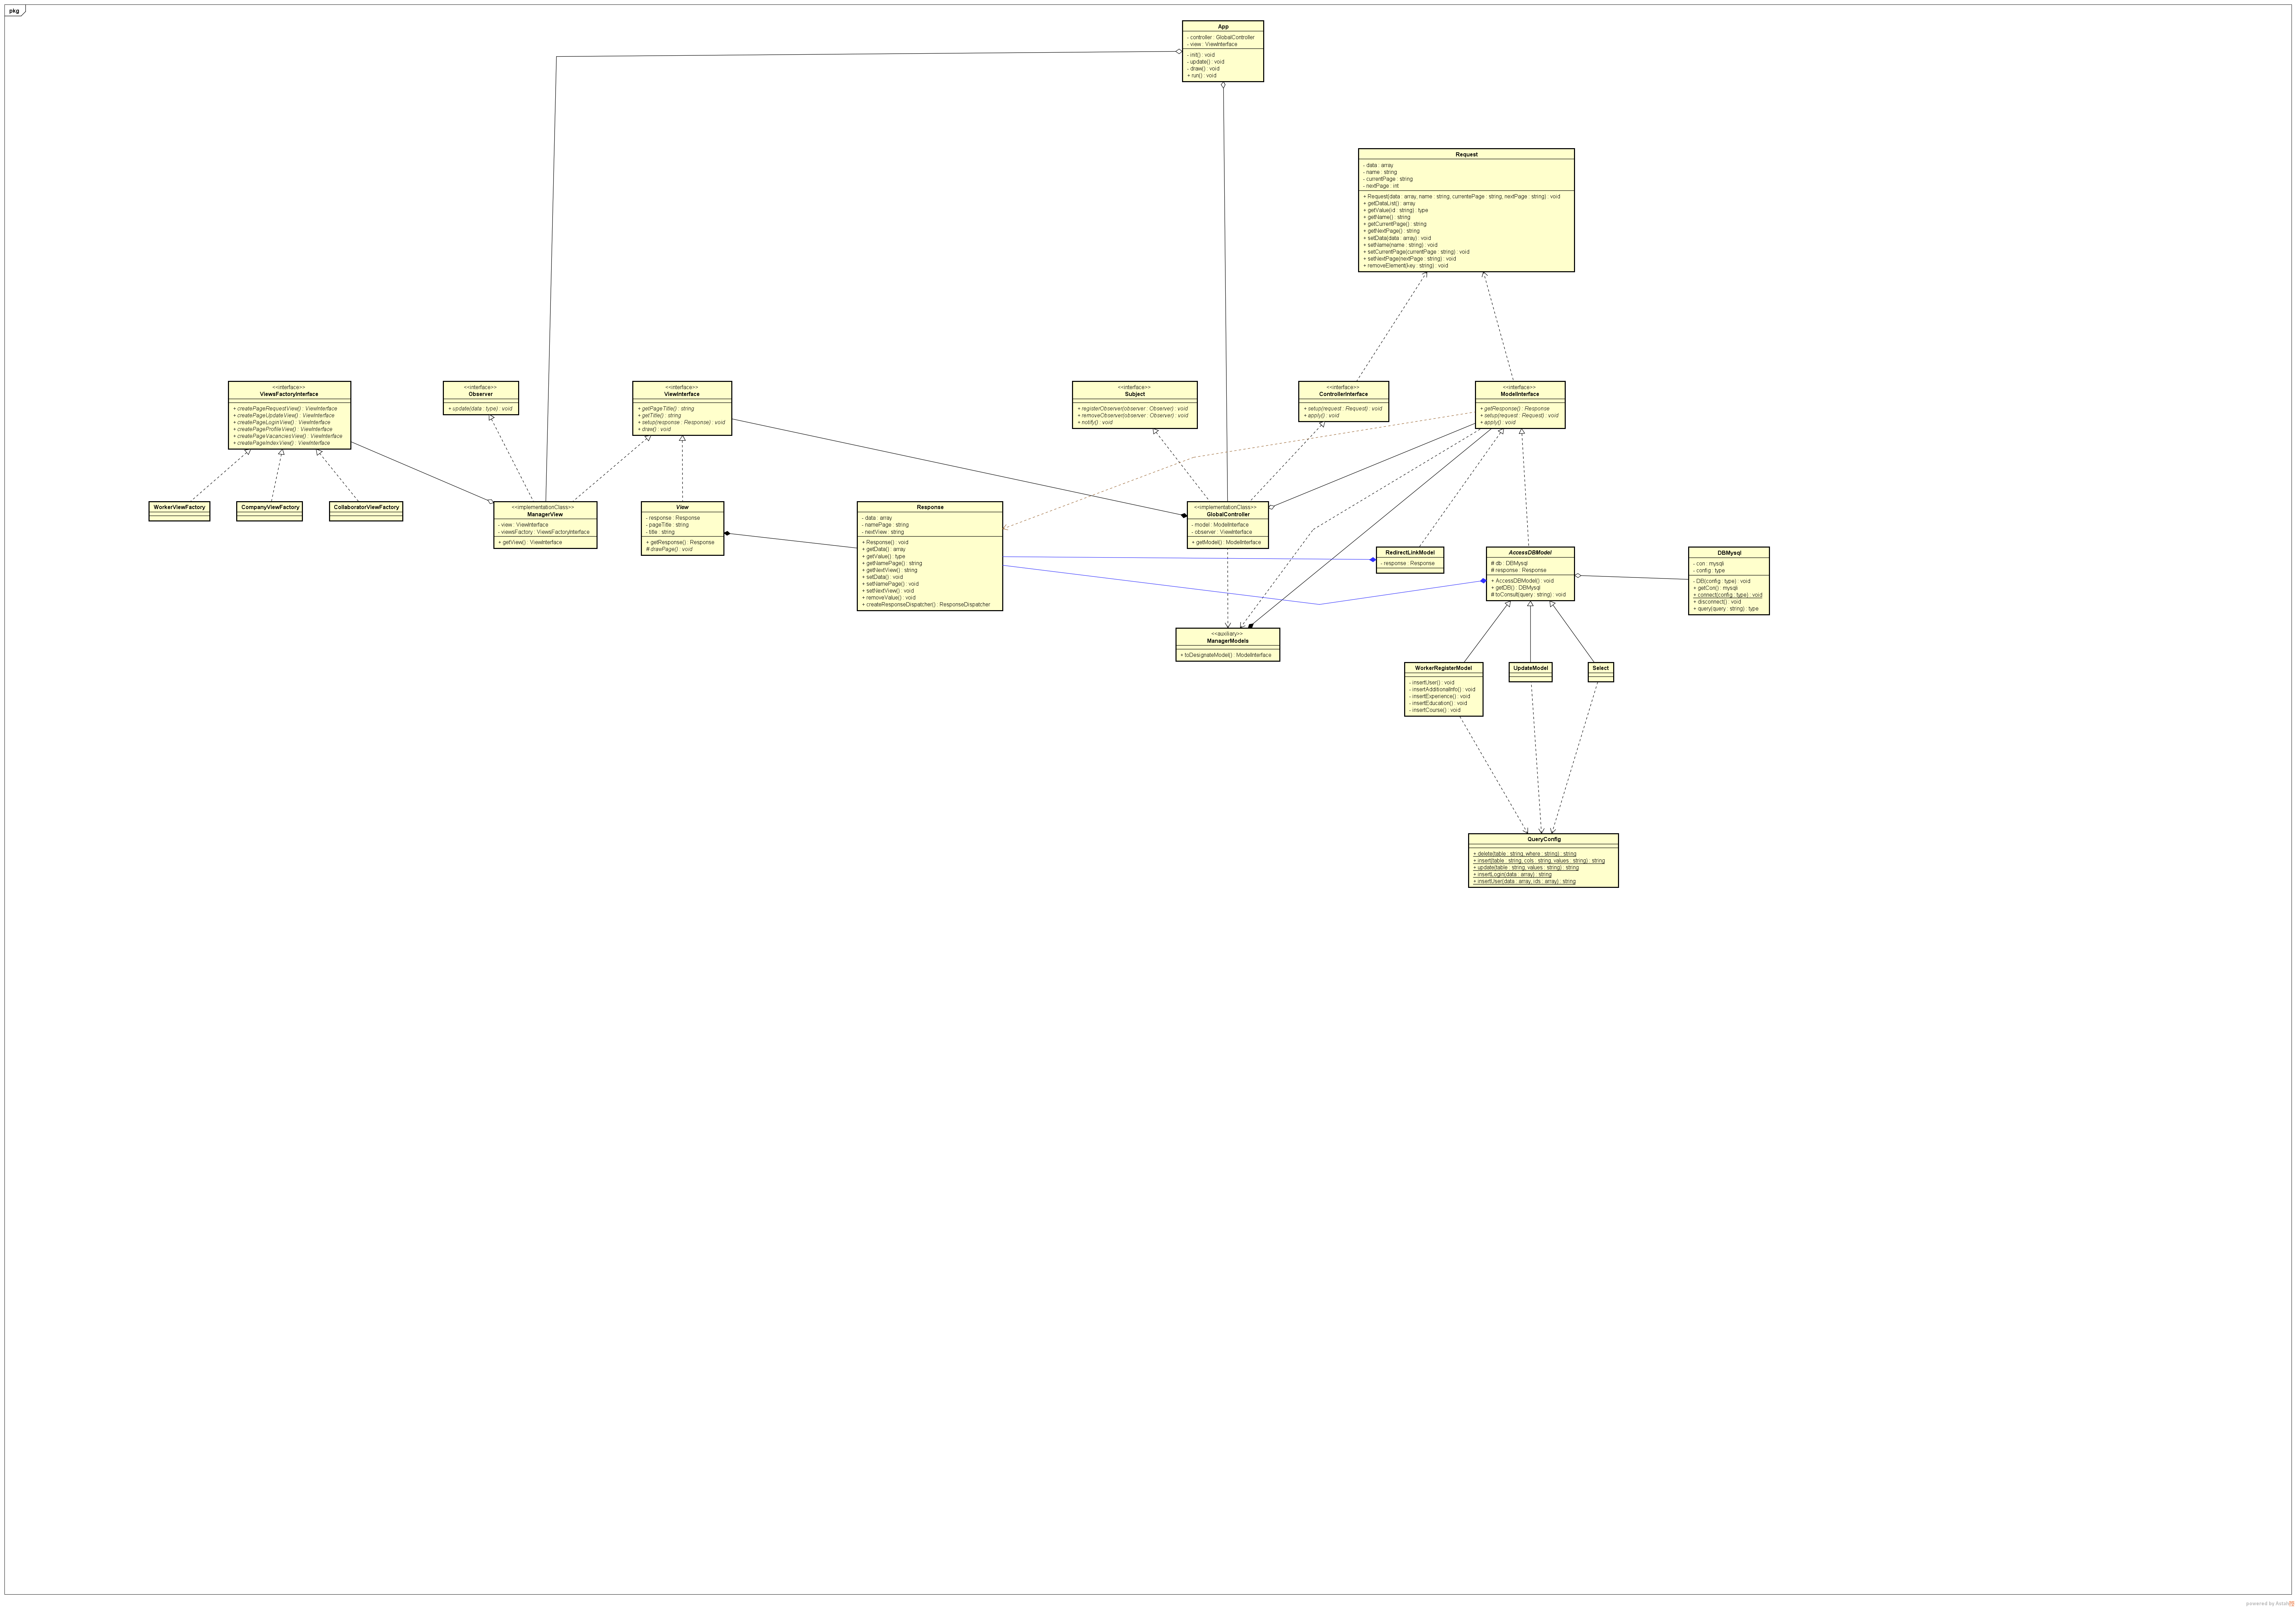 pkg
App
- controller : GlobalController
- view : ViewInterface
- init() : void
- update() : void
- draw() : void
+ run() : void
Request
- data : array
- name : string
- currentPage : string
- nextPage : int
+ Request(data : array, name : string, currentePage : string, nextPage : string) : void
+ getDataList() : array
+ getValue(id : string) : type
+ getName() : string
+ getCurrentPage() : string
+ getNextPage() : string
+ setData(data : array) : void
+ setName(name : string) : void
+ setCurrentPage(currentPage : string) : void
+ setNextPage(nextPage : string) : void
+ removeElement(key : string) : void
<<interface>>
ViewsFactoryInterface
+ createPageRequestView() : ViewInterface
+ createPageUpdateView() : ViewInterface
+ createPageLoginView() : ViewInterface
+ createPageProfileView() : ViewInterface
+ createPageVacanciesView() : ViewInterface
+ createPageIndexView() : ViewInterface
<<interface>>
Observer
+ update(data : type) : void
<<interface>>
ViewInterface
+ getPageTitle() : string
+ getTitle() : string
+ setup(response : Response) : void
+ draw() : void
<<interface>>
Subject
+ registerObserver(observer : Observer) : void
+ removeObserver(observer : Observer) : void
+ notify() : void
<<interface>>
ControllerInterface
+ setup(request : Request) : void
+ apply() : void
<<interface>>
ModelInterface
+ getResponse() : Response
+ setup(request : Request) : void
+ apply() : void
WorkerViewFactory
CompanyViewFactory
CollaboratorViewFactory
<<implementationClass>>
ManagerView
- view : ViewInterface
- viewsFactory : ViewsFactoryInterface
+ getView() : ViewInterface
View
- response : Response
- pageTitle : string
- title : string
+ getResponse() : Response
# drawPage() : void
Response
- data : array
- namePage : string
- nextView : string
+ Response() : void
+ getData() : array
+ getValue() : type
+ getNamePage() : string
+ getNextView() : string
+ setData() : void
+ setNamePage() : void
+ setNextView() : void
+ removeValue() : void
+ createResponseDispatcher() : ResponseDispatcher
<<implementationClass>>
GlobalController
- model : ModelInterface
- observer : ViewInterface
+ getModel() : ModelInterface
RedirectLinkModel
- response : Response
AccessDBModel
# db : DBMysql
# response : Response
+ AccessDBModel() : void
+ getDB() : DBMysql
# toConsult(query : string) : void
DBMysql
- con : mysqli
- config : type
- DB(config : type) : void
+ getCon() : mysqli
+ connect(config : type) : void
+ disconnect() : void
+ query(query : string) : type
<<auxiliary>>
ManagerModels
+ toDesignateModel() : ModelInterface
WorkerRegisterModel
- insertUser() : void
- insertAdditionalInfo() : void
- insertExperience() : void
- insertEducation() : void
- insertCourse() : void
UpdateModel
Select
QueryConfig
+ delete(table : string, where : string) : string
+ insert(table : string, cols : string, values : string) : string
+ update(table : string, values : string) : string
+ insertLogin(data : array) : string
+ insertUser(data : array, ids : array) : string
powered by Astah